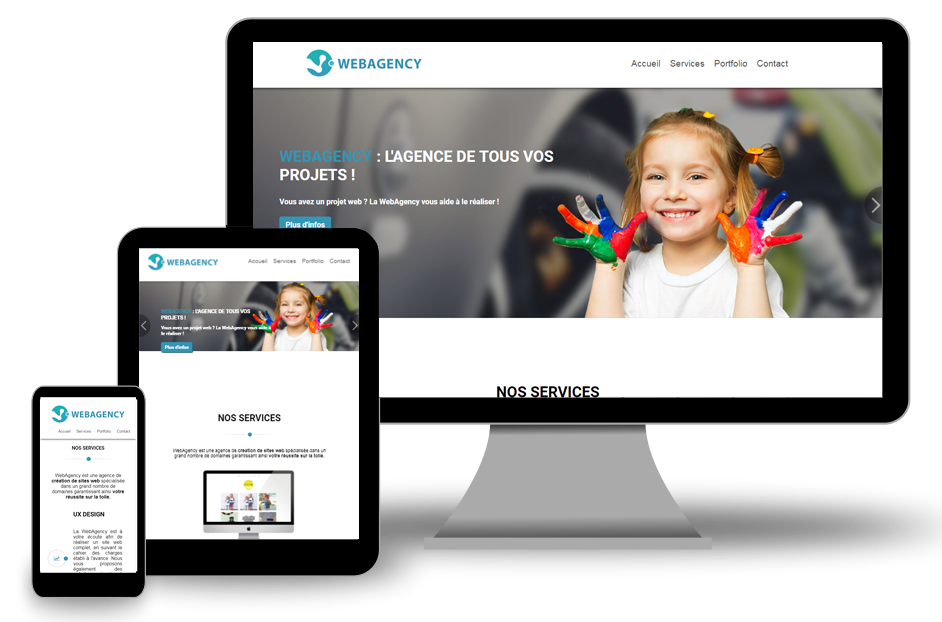 WEBAGENCY
Accueil Services Portfolio Contact
WEBAGENCY : L'AGENCE DE TOUS VOS
PROJETS !
Vous avez un projet web ? La WebAgency vous aide à le réaliser !
Plus d'infos
NOS SERVICES
WEBAGENCY
Accueil Services Portfolio Contact
WEBAGENCY : L'AGENCE DE TOUS VOS
PROJETS !
Vous avez un projet web ? La WebAgency vous aide à
le réaliser !
Plus d'infos
NOS SERVICES
WebAgency est une agence de création de sites web spécialisée dans un
grand nombre de domaines garantissant ainsi votre réussite sur la toile.
WEBAGENCY
Accueil Services Portfolio Contact
NOS SERVICES
WebAgency est une agence de
création de sites web spécialisée
dans un grand nombre de
domaines garantissant ainsi votre
réussite sur la toile.
UX DESIGN
La WebAgency est à
votre écoute afin de
réaliser un site web
complet, en suivant le
cahier des charges
établi à l'avance. Nous
vous proposons
également des